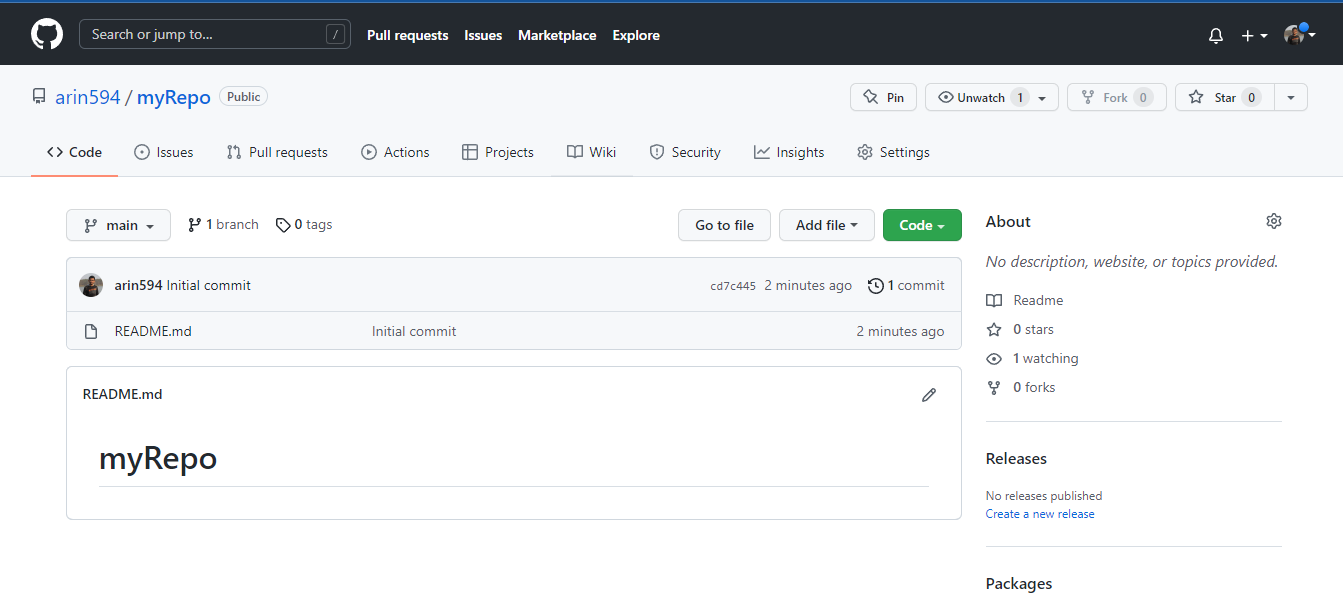 Search or jump to... /
Pull requests Issues Marketplace Explore
arin594 / myRepo Public
Pin Unwatch 1 Fork 0 Star 0
Code Issues Pull requests Actions Projects Wiki Security Insights Settings
main 1 branch 0 tags Go to file Add file Code
arin594 Initial commit cd7c445 2 minutes ago 1 commit
README.md Initial commit 2 minutes ago
README.md
myRepo
About
No description, website, or topics provided.
Readme
0 stars
1 watching
0 forks
Releases
No releases published
Create a new release
Packages